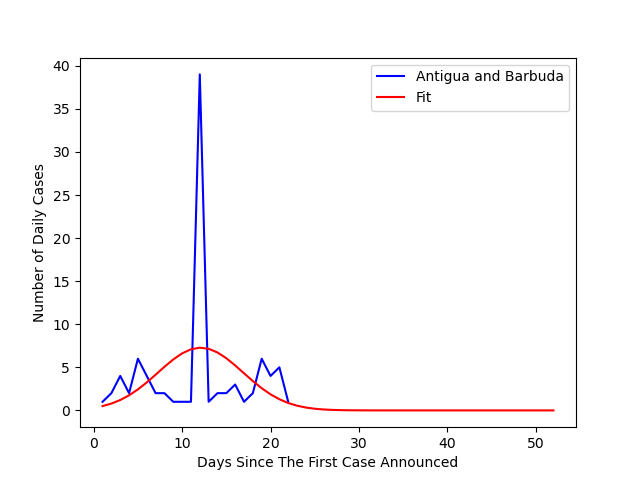 Antigua and Barbuda
Fit
40
35
30
25
20
15
10
5
0
Number of Daily Cases
0 10 20 30 40 50
Days Since The First Case Announced